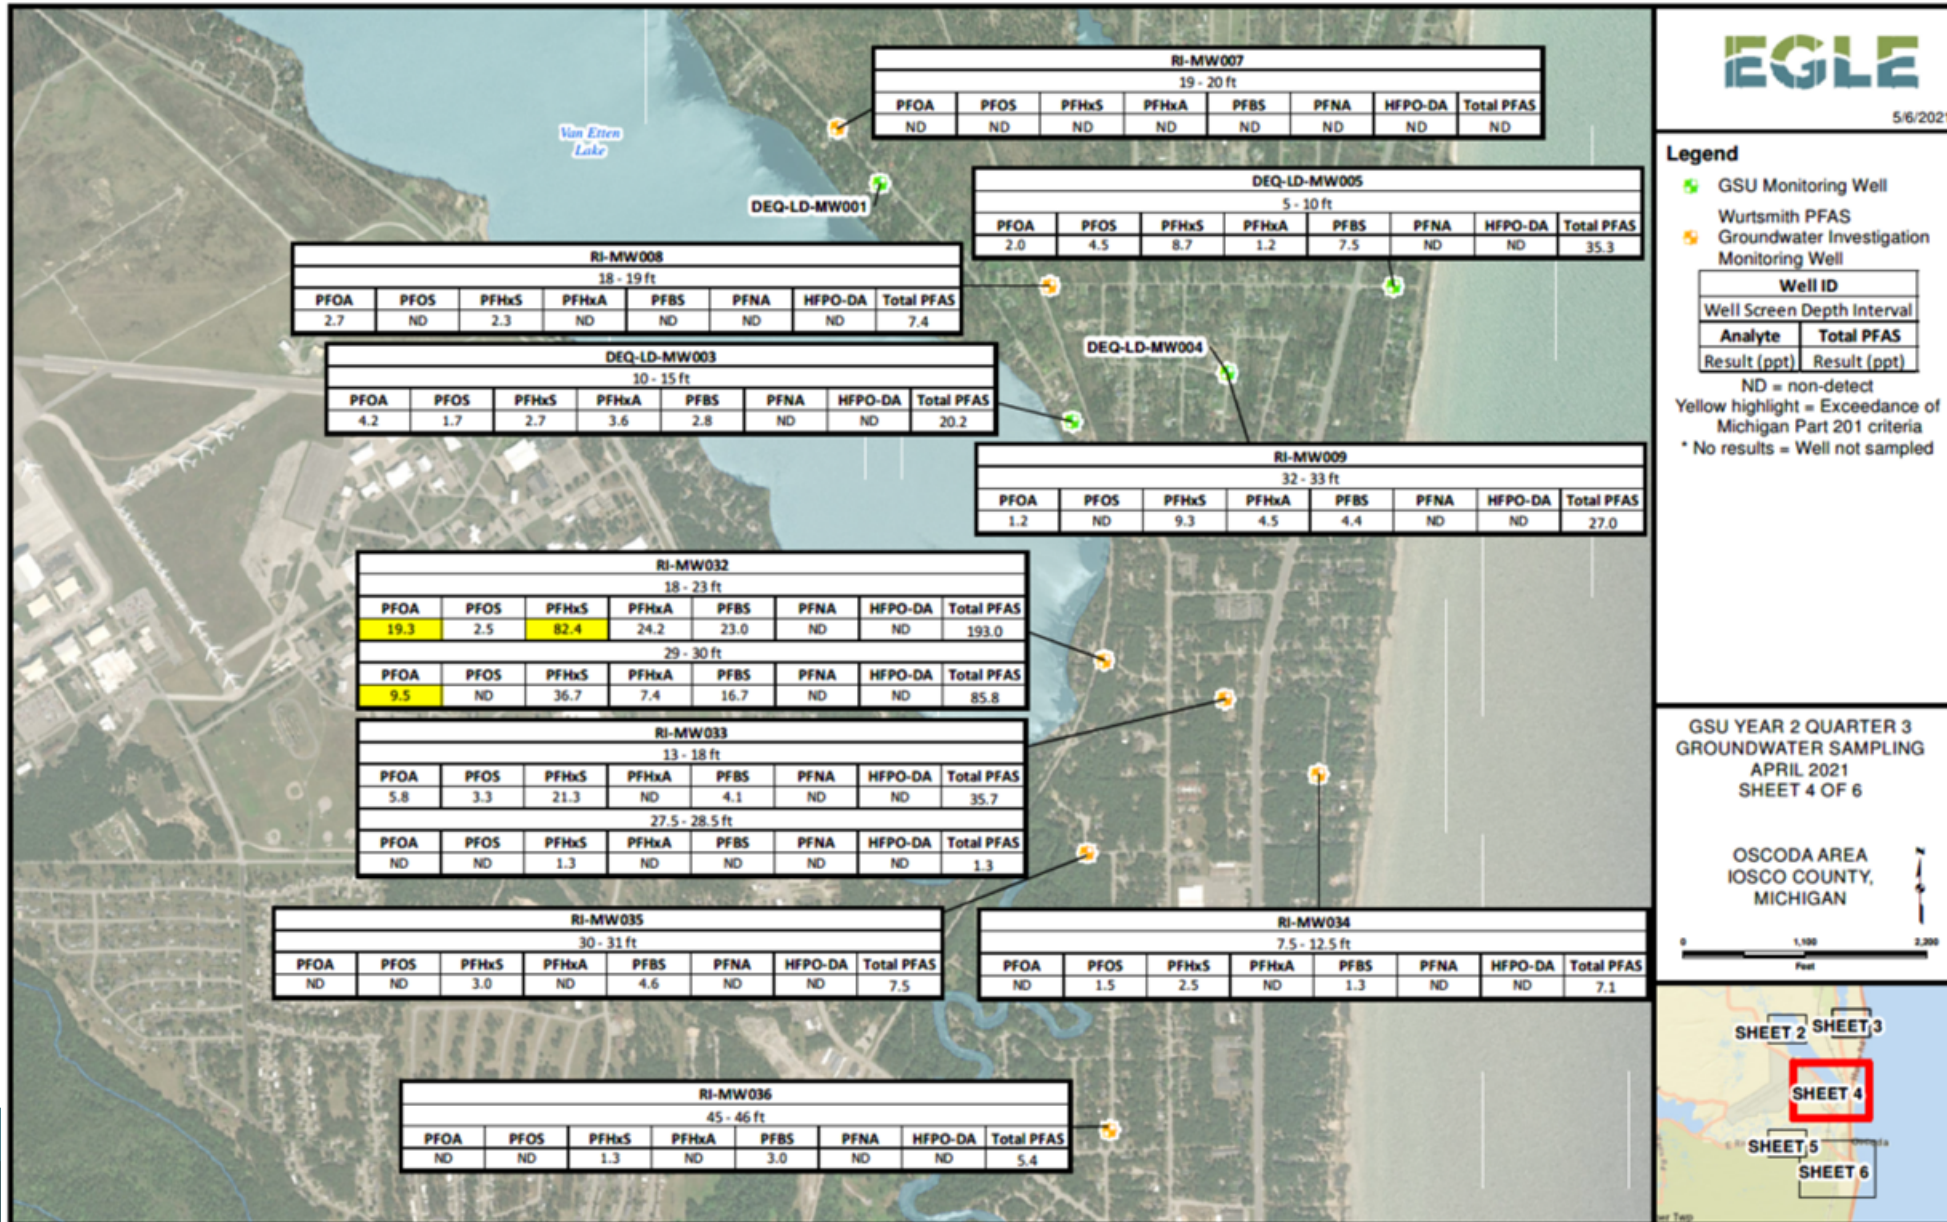 EGLE
5/6/2021
Legend
GSU Monitoring Well
Wurtsmith PFAS
Groundwater Investigation
Monitoring Well
Well ID
Well Screen Depth Interval
Analyte Total PFAS
Result (ppt) Result (ppt)
ND = non-detect
Yellow highlight = Exceedance of
Michigan Part 201 criteria
* No results = Well not sampled
GSU YEAR 2 QUARTER 3
GROUNDWATER SAMPLING
APRIL 2021
SHEET 4 OF 6
OSCODA AREA
IOSCO COUNTY,
MICHIGAN
N
0 1,100 2,200
Feet
SHEET 2 SHEET 3
SHEET 4
SHEET 5
Oscoda
SHEET 6
Van Etten
Lake
RI-MW007
19 - 20 ft
PFOA PFOS PFHxS PFHxA PFBS PFNA HFPO-DA Total PFAS
ND ND ND ND ND ND ND ND
DEQ-LD-MW001
DEQ-LD-MW005
5 - 10 ft
PFOA PFOS PFHxS PFHxA PFBS PFNA HFPO-DA Total PFAS
2.0 4.5 8.7 1.2 7.5 ND ND 35.3
RI-MW008
18 - 19 ft
PFOA PFOS PFHxS PFHxA PFBS PFNA HFPO-DA Total PFAS
2.7 ND 2.3 ND ND ND ND 7.4
DEQ-LD-MW003
10 - 15 ft
PFOA PFOS PFHxS PFHxA PFBS PFNA HFPO-DA Total PFAS
4.2 1.7 2.7 3.6 2.8 ND ND 20.2
DEQ-LD-MW004
RI-MW009
32 - 33 ft
PFOA PFOS PFHxS PFHxA PFBS PFNA HFPO-DA Total PFAS
1.2 ND 9.3 4.5 4.4 ND ND 27.0
RI-MW032
18 - 23 ft
PFOA PFOS PFHxS PFHxA PFBS PFNA HFPO-DA Total PFAS
19.3 2.5 82.4 24.2 23.0 ND ND 193.0
29 - 30 ft
PFOA PFOS PFHxS PFHxA PFBS PFNA HFPO-DA Total PFAS
9.5 ND 36.7 7.4 16.7 ND ND 85.8
RI-MW033
13 - 18 ft
PFOA PFOS PFHxS PFHxA PFBS PFNA HFPO-DA Total PFAS
5.8 3.3 21.3 ND 4.1 ND ND 35.7
27.5 - 28.5 ft
PFOA PFOS PFHxS PFHxA PFBS PFNA HFPO-DA Total PFAS
ND ND 1.3 ND ND ND ND 1.3
RI-MW035
30 - 31 ft
PFOA PFOS PFHxS PFHxA PFBS PFNA HFPO-DA Total PFAS
ND ND 3.0 ND 4.6 ND ND 7.5
RI-MW034
7.5 - 12.5 ft
PFOA PFOS PFHxS PFHxA PFBS PFNA HFPO-DA Total PFAS
ND 1.5 2.5 ND 1.3 ND ND 7.1
RI-MW036
45 - 46 ft
PFOA PFOS PFHxS PFHxA PFBS PFNA HFPO-DA Total PFAS
ND ND 1.3 ND 3.0 ND ND 5.4